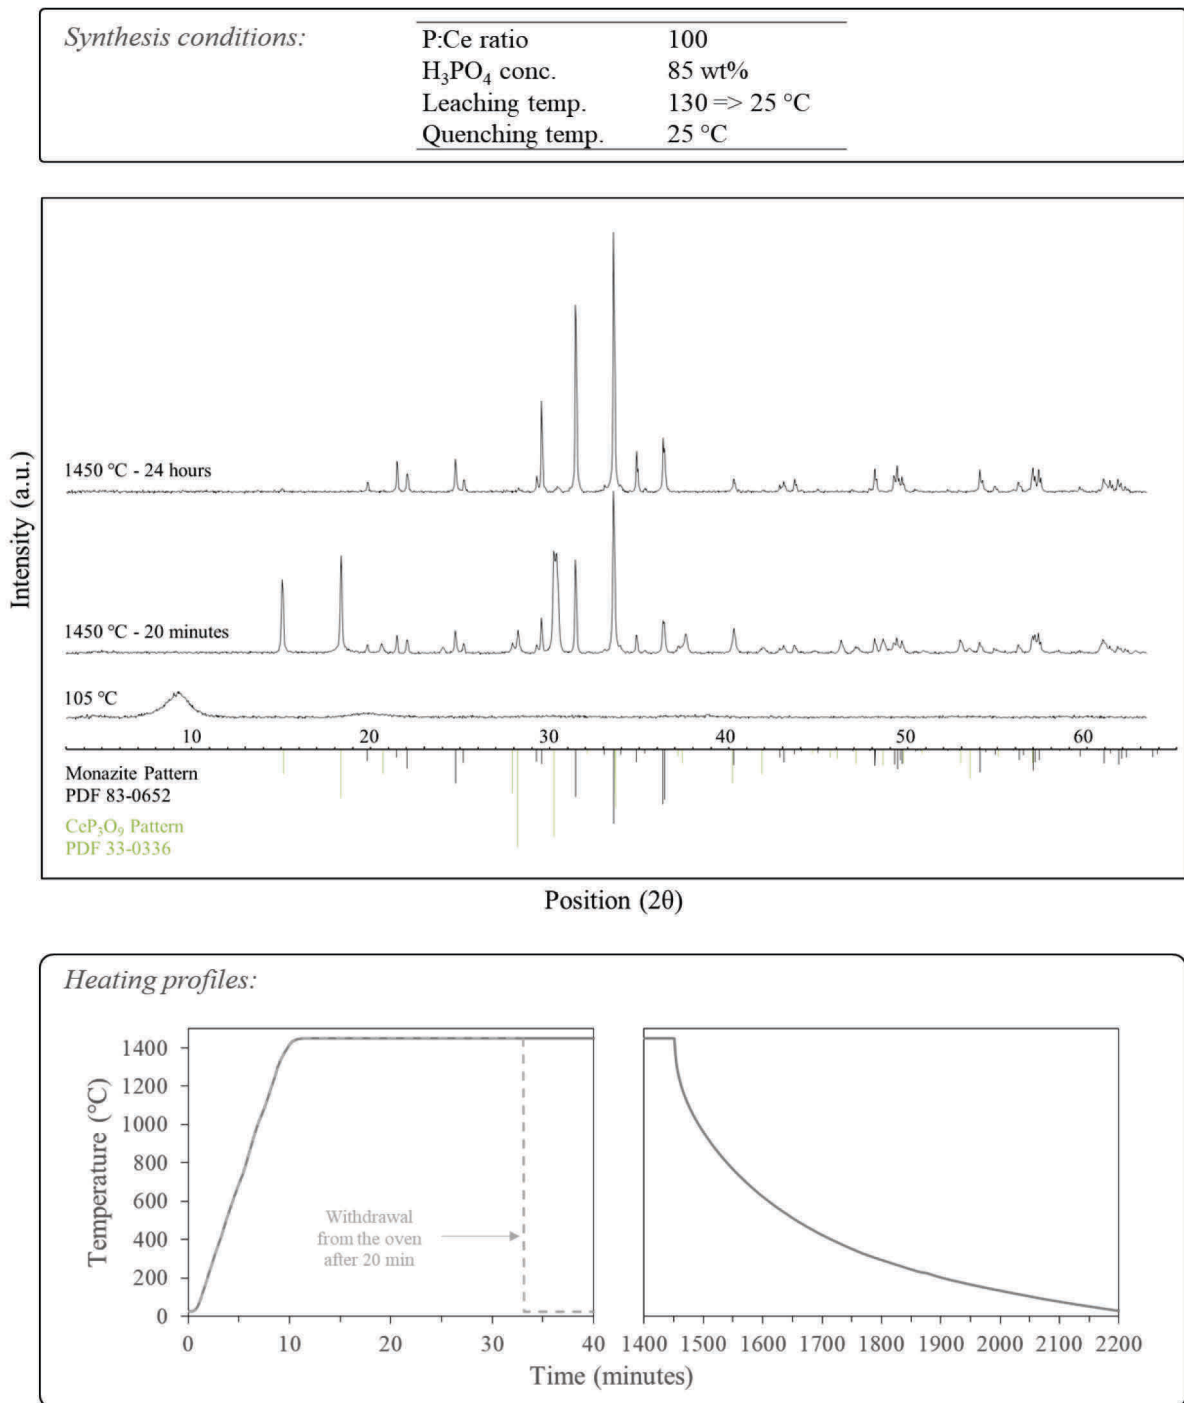 Synthesis conditions:
P:Ce ratio 100
H₃PO₄ conc. 85 wt%
Leaching temp. 130 => 25 °C
Quenching temp. 25 °C
Intensity (a.u.)
1450 °C - 24 hours
1450 °C - 20 minutes
105 °C
10 20 30 40 50 60
Monazite Pattern
PDF 83-0652
CeP₃O₉ Pattern
PDF 33-0336
Position (2θ)
Heating profiles:
Temperature (°C)
1400
1200
1000
800
600
400
200
0
Withdrawal
from the oven
after 20 min
0 10 20 30 40
1400 1500 1600 1700 1800 1900 2000 2100 2200
Time (minutes)